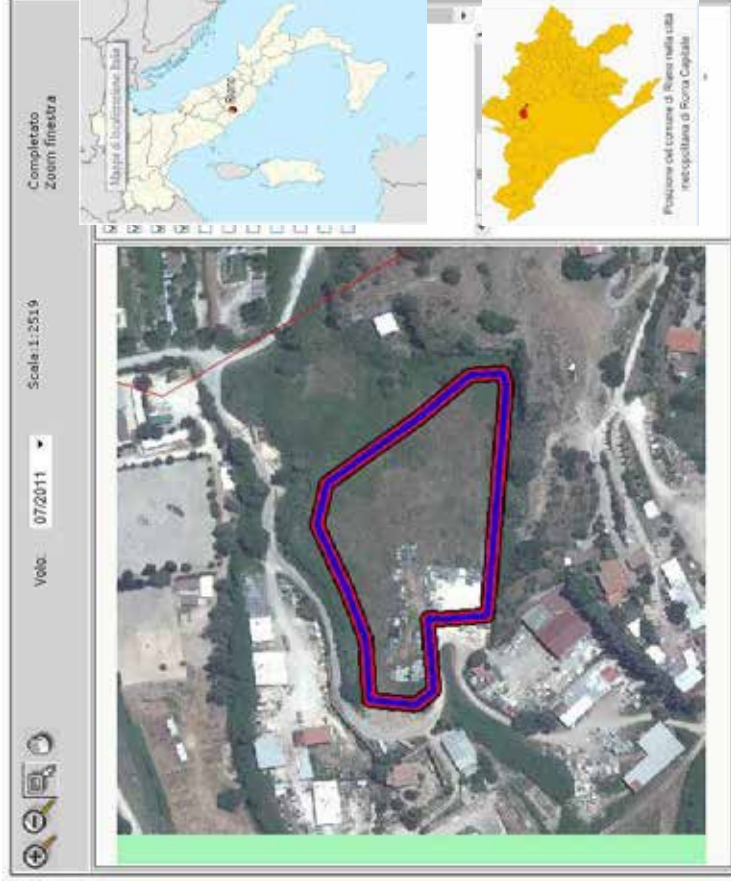 Volo: 07/2011 Scala:1:2519 Completato
Zoom finestra
Mappa di localizzazione: Italia
Riano
Posizione del comune di Riano nella città
metropolitana di Roma Capitale